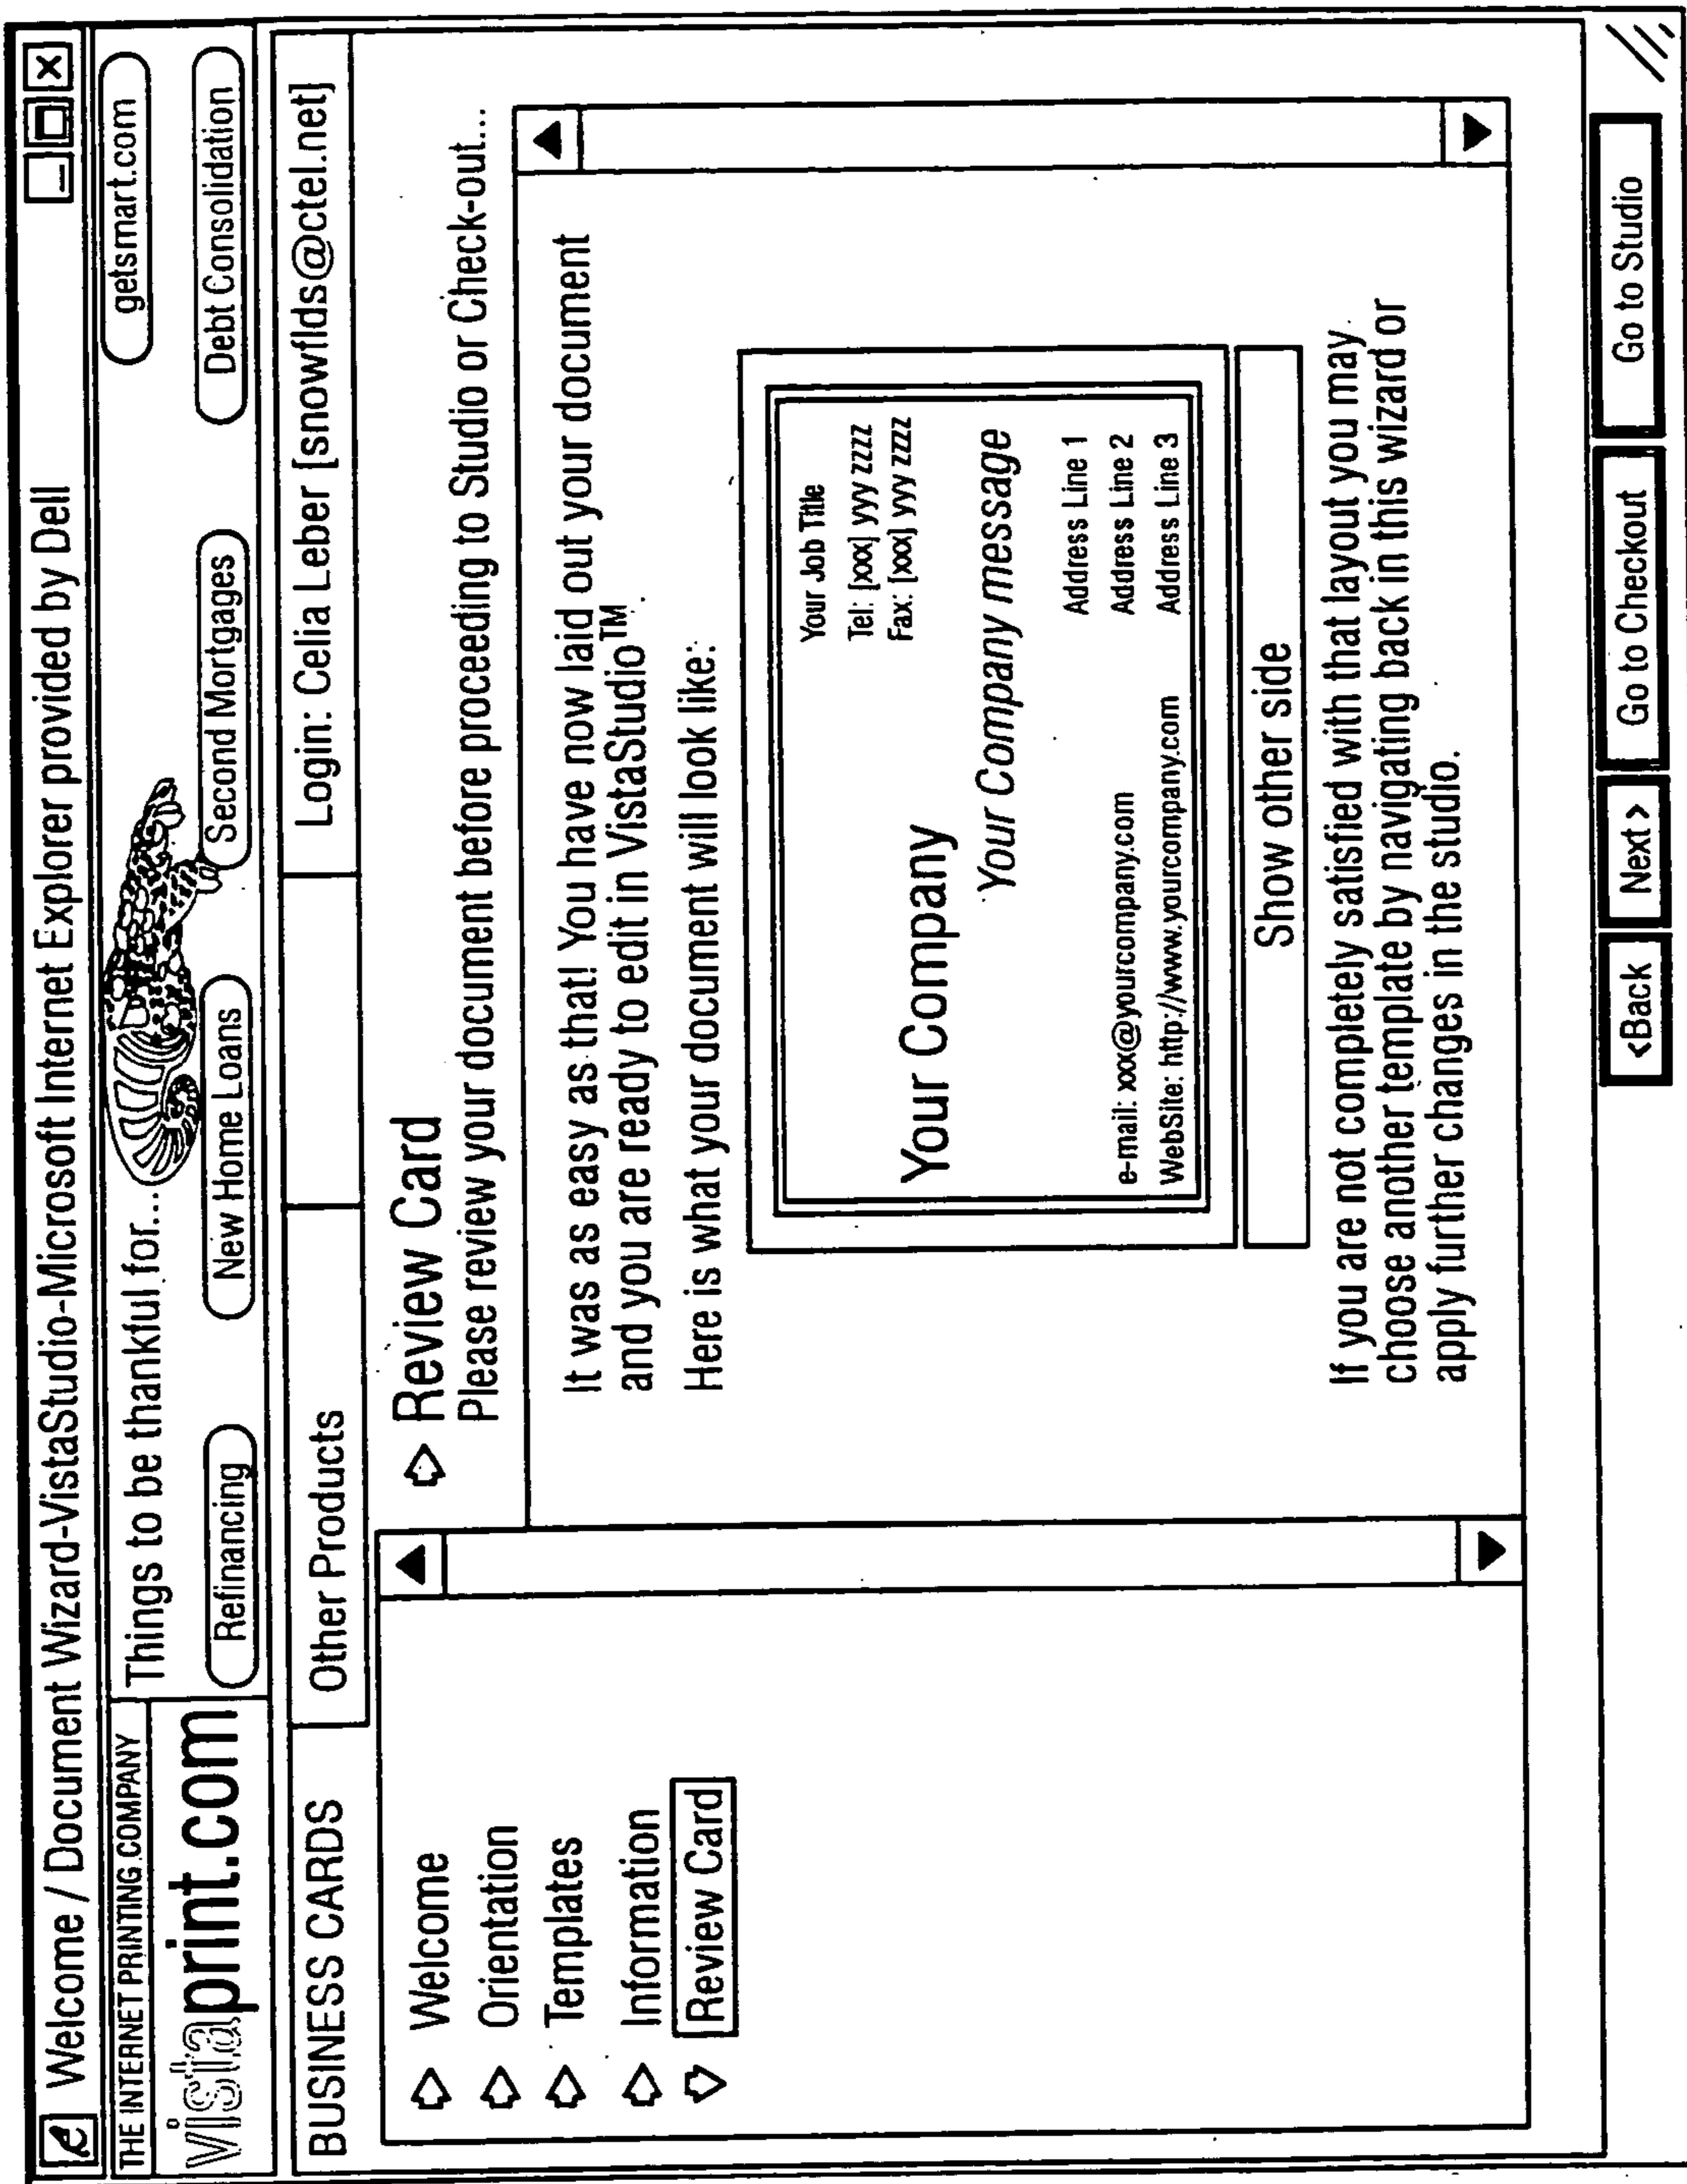 Welcome / Document Wizard-VistaStudio-Microsoft Internet Explorer provided by Dell
THE INTERNET PRINTING COMPANY
vistaprint.com
Things to be thankful for...
getsmart.com
Refinancing
New Home Loans
Second Mortgages
Debt Consolidation
BUSINESS CARDS
Other Products
Login: Celia Leber [snowflds@ctel.net]
Welcome
Orientation
Templates
Information
Review Card
Review Card
Please review your document before proceeding to Studio or Check-out...
It was as easy as that! You have now laid out your document
and you are ready to edit in VistaStudio™.
Here is what your document will look like:
Your Job Title
Tel: [xxx] yyy zzzz
Fax: [xxx] yyy zzzz
Your Company
Your Company message
Address Line 1
e-mail: xxx@yourcompany.com Address Line 2
WebSite: http://www.yourcompany.com Address Line 3
Show other side
If you are not completely satisfied with that layout you may
choose another template by navigating back in this wizard or
apply further changes in the studio.
<Back
Next>
Go to Checkout
Go to Studio